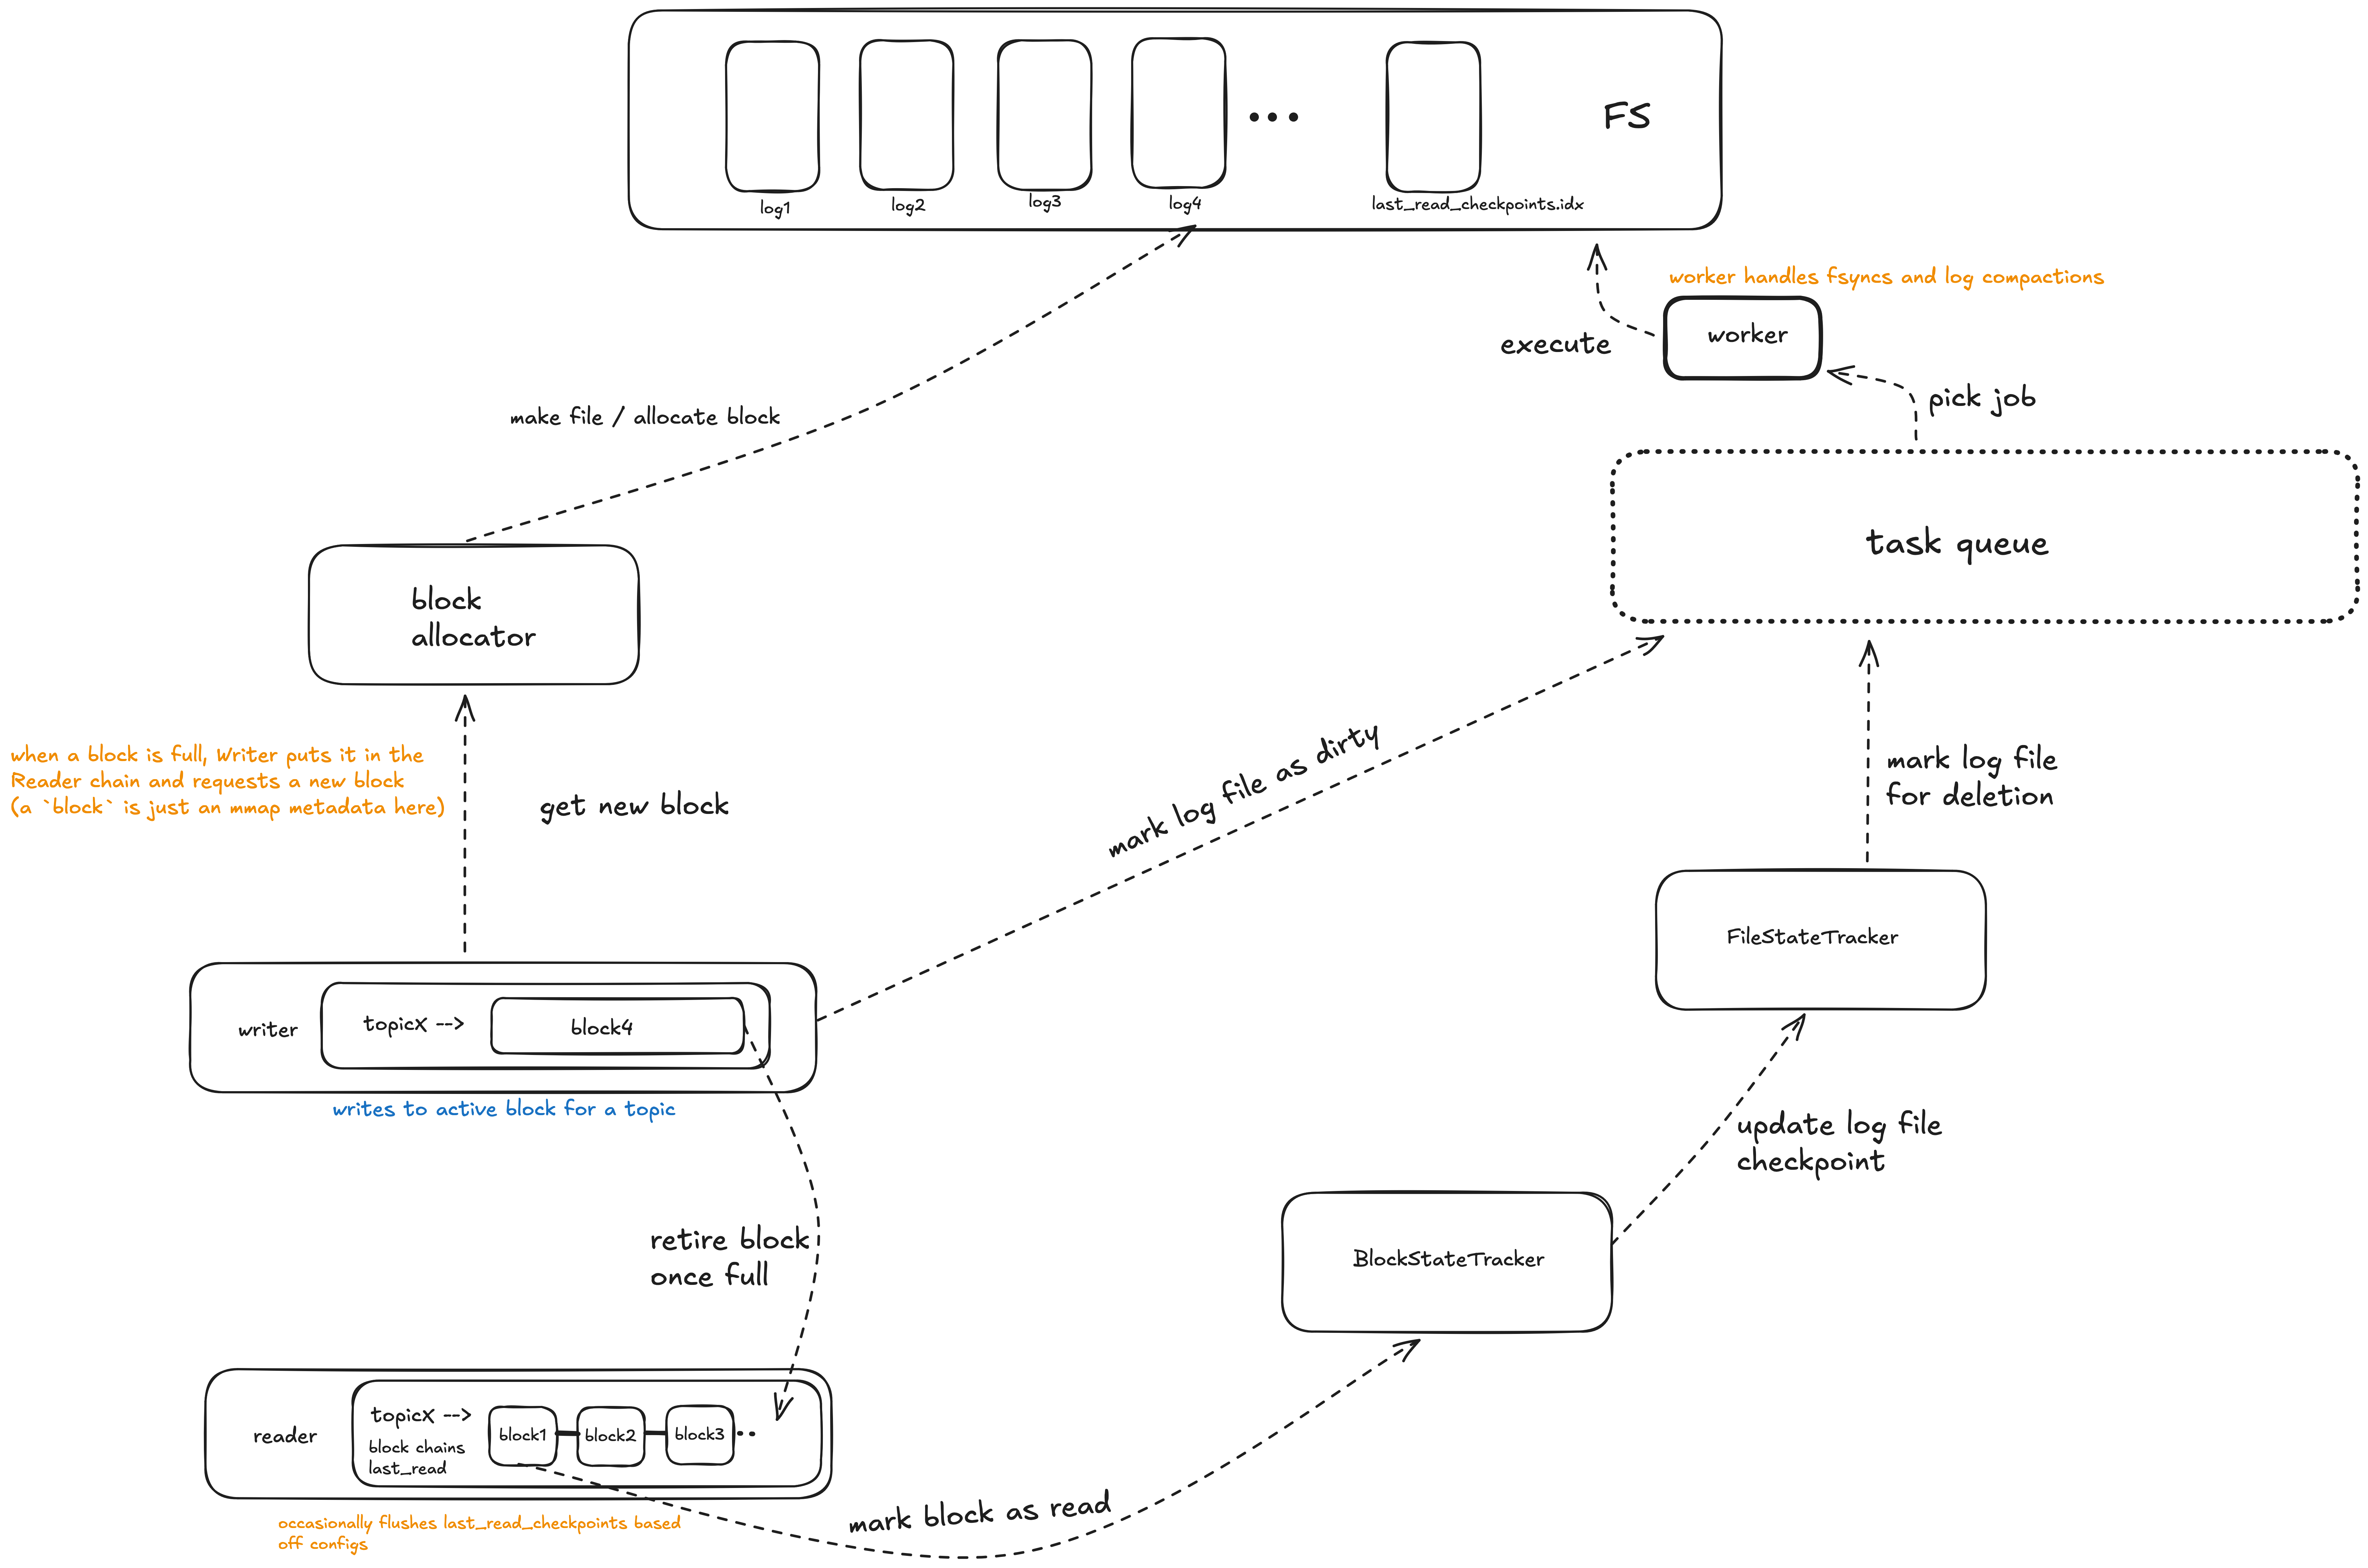 FS
log1
log2
log3
log4
last_read_checkpoints.idx
worker handles fsyncs and log compactions
worker
execute
pick job
make file / allocate block
task queue
block
allocator
when a block is full, Writer puts it in the
Reader chain and requests a new block
(a `block` is just an mmap metadata here)
get new block
mark log file as dirty
mark log file
for deletion
FileStateTracker
writer
topicX -->
block4
writes to active block for a topic
update log file
checkpoint
retire block
once full
BlockStateTracker
reader
topicX -->
block chains
last_read
block1
block2
block3
mark block as read
occasionally flushes last_read_checkpoints based
off configs